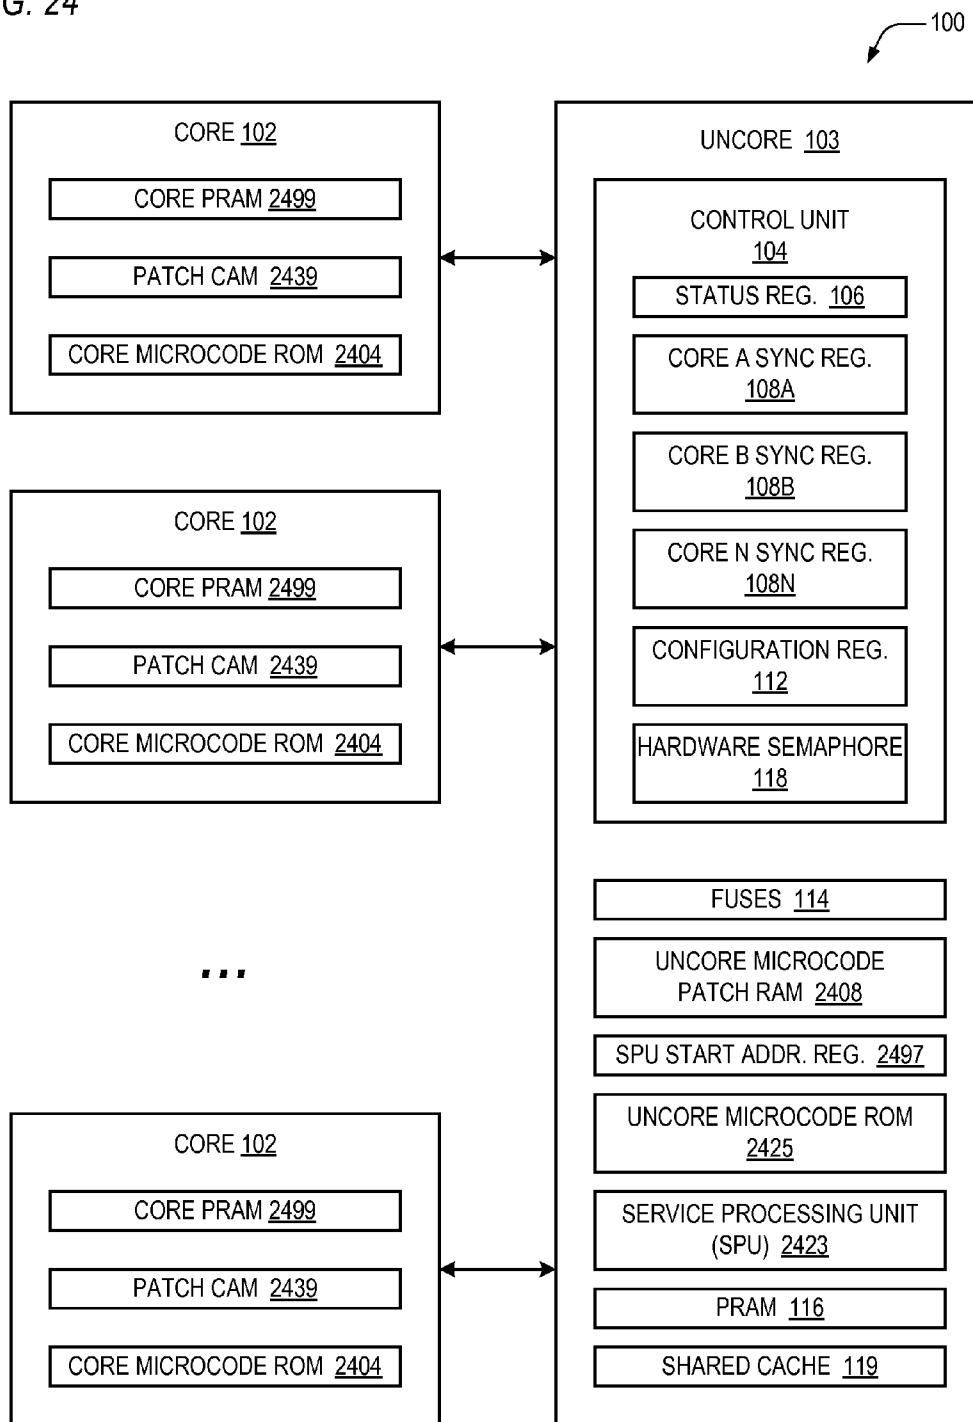 G. 24
100
CORE 102
CORE PRAM 2499
PATCH CAM 2439
CORE MICROCODE ROM 2404
CORE 102
CORE PRAM 2499
PATCH CAM 2439
CORE MICROCODE ROM 2404
...
CORE 102
CORE PRAM 2499
PATCH CAM 2439
CORE MICROCODE ROM 2404
UNCORE 103
CONTROL UNIT
104
STATUS REG. 106
CORE A SYNC REG.
108A
CORE B SYNC REG.
108B
CORE N SYNC REG.
108N
CONFIGURATION REG.
112
HARDWARE SEMAPHORE
118
FUSES 114
UNCORE MICROCODE
PATCH RAM 2408
SPU START ADDR. REG. 2497
UNCORE MICROCODE ROM
2425
SERVICE PROCESSING UNIT
(SPU) 2423
PRAM 116
SHARED CACHE 119